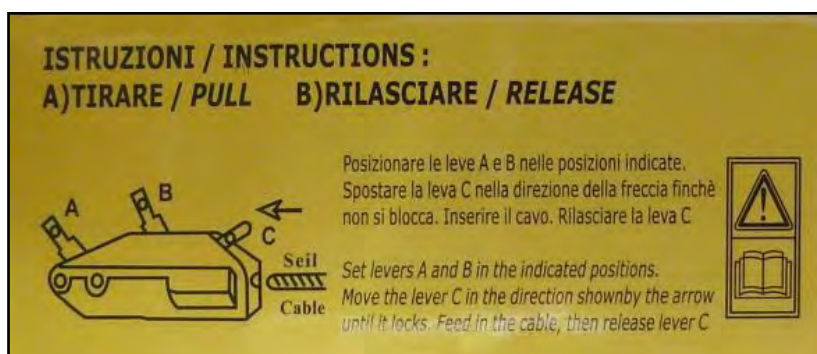 ISTRUZIONI / INSTRUCTIONS :
A)TIRARE / PULL B)RILASCIARE / RELEASE
Posizionare le leve A e B nelle posizioni indicate.
Spostare la leva C nella direzione della freccia finchè
non si blocca. Inserire il cavo. Rilasciare la leva C
A
B
C
Seil
Cable
Set levers A and B in the indicated positions.
Move the lever C in the direction shownby the arrow
until it locks. Feed in the cable, then release lever C